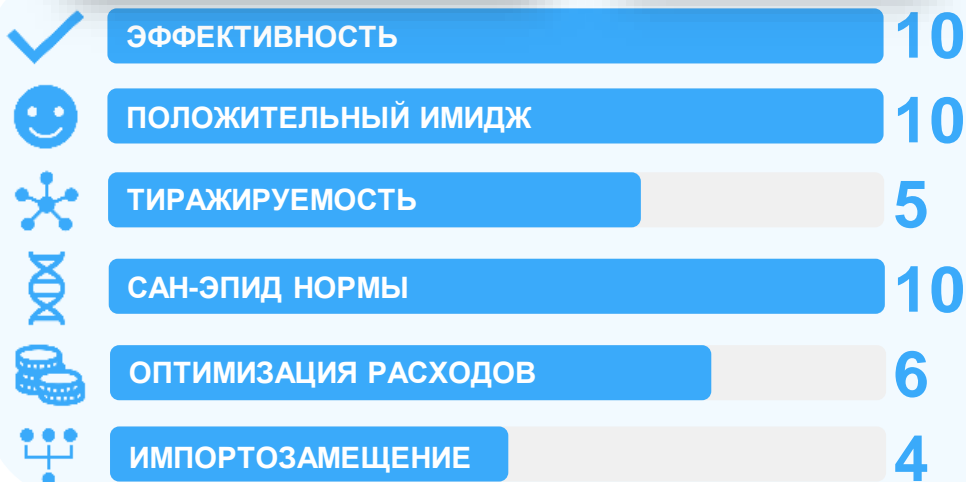 ЭФФЕКТИВНОСТЬ 10
ПОЛОЖИТЕЛЬНЫЙ ИМИДЖ 10
ТИРАЖИРУЕМОСТЬ 5
САН-ЭПИД НОРМЫ 10
ОПТИМИЗАЦИЯ РАСХОДОВ 6
ИМПОРТОЗАМЕЩЕНИЕ 4